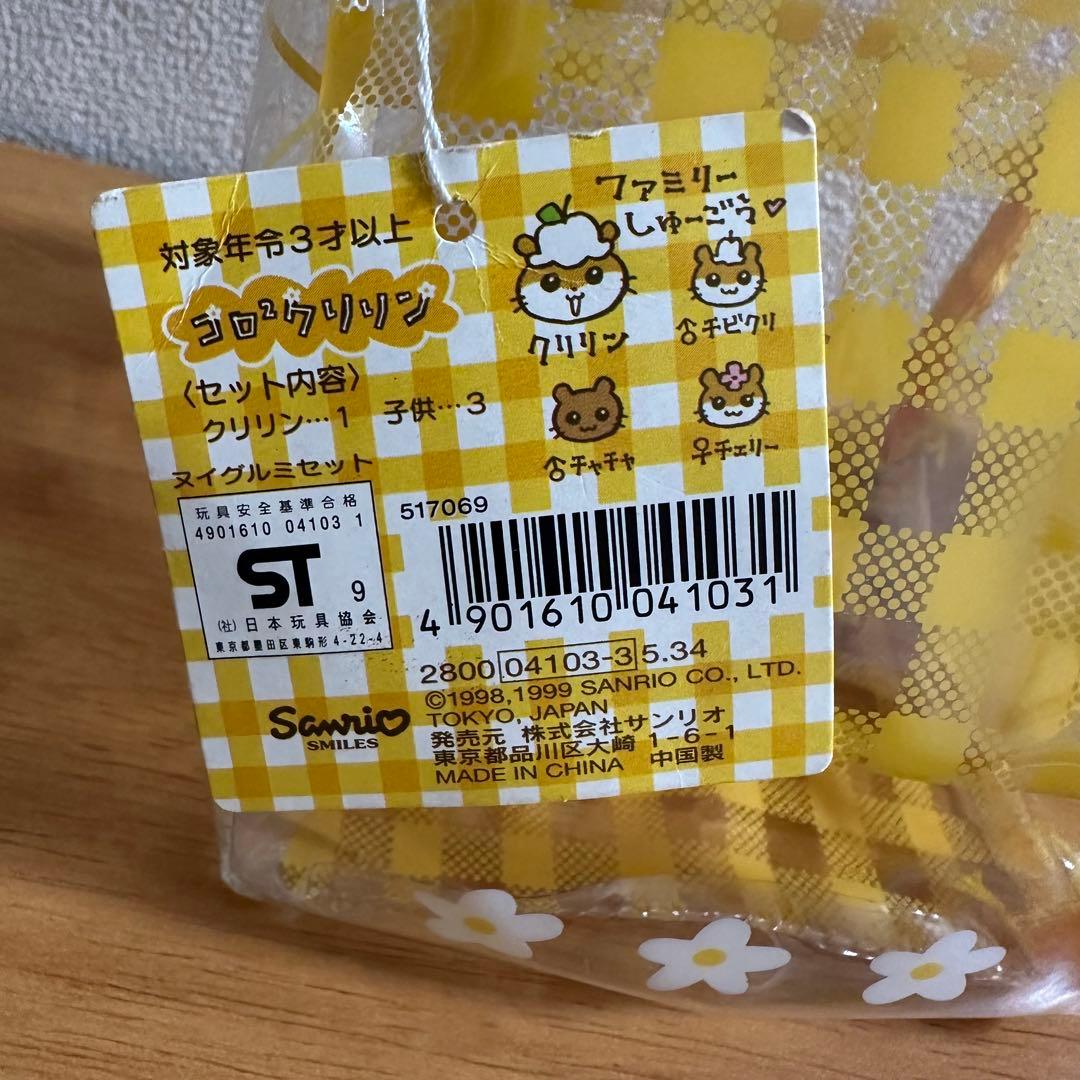 対象年令3才以上
コロ²クリリン
〈セット内容〉
クリリン…1 子供…3
ヌイグルミセット
ファミリー
しゅーごう♡
クリリン
♂チビクリ
♂チャチャ
♀チェリー
玩具安全基準合格
4901610 04103 1
ST 9
(社)日本玩具協会
東京都墨田区東駒形4-22-4
517069
4 901610 041031
2800 04103-3 5.34
©1998,1999 SANRIO CO., LTD.
TOKYO, JAPAN
発売元 株式会社サンリオ
東京都品川区大崎 1-6-1
MADE IN CHINA 中国製
Sanrio
SMILES